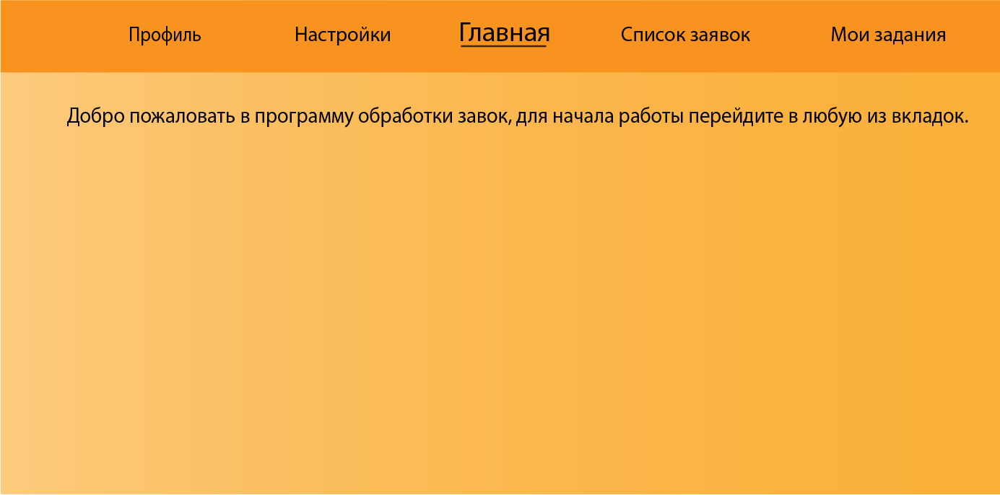 Профиль Настройки Главная Список заявок Мои задания
Добро пожаловать в программу обработки завок, для начала работы перейдите в любую из вкладок.